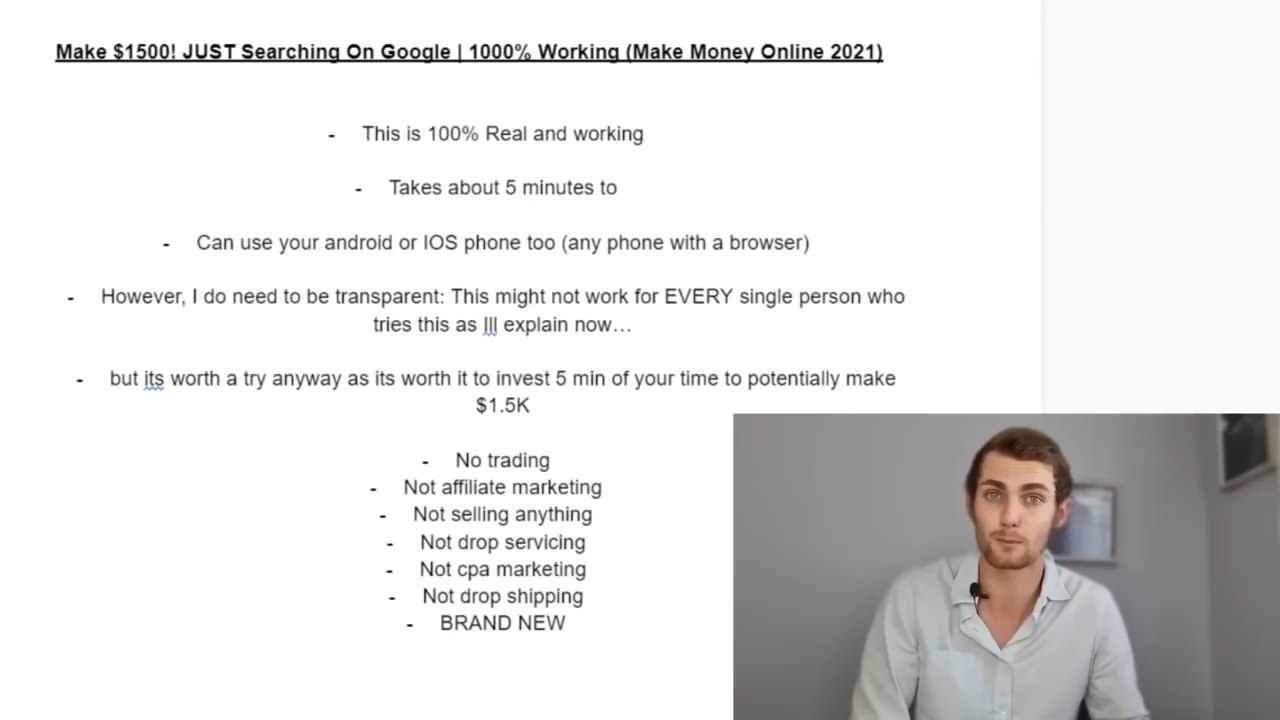 Make $1500! JUST Searching On Google | 1000% Working (Make Money Online 2021)
- This is 100% Real and working
- Takes about 5 minutes to
- Can use your android or IOS phone too (any phone with a browser)
- However, I do need to be transparent: This might not work for EVERY single person who
tries this as Ill explain now…
- but its worth a try anyway as its worth it to invest 5 min of your time to potentially make
$1.5K
- No trading
- Not affiliate marketing
- Not selling anything
- Not drop servicing
- Not cpa marketing
- Not drop shipping
- BRAND NEW